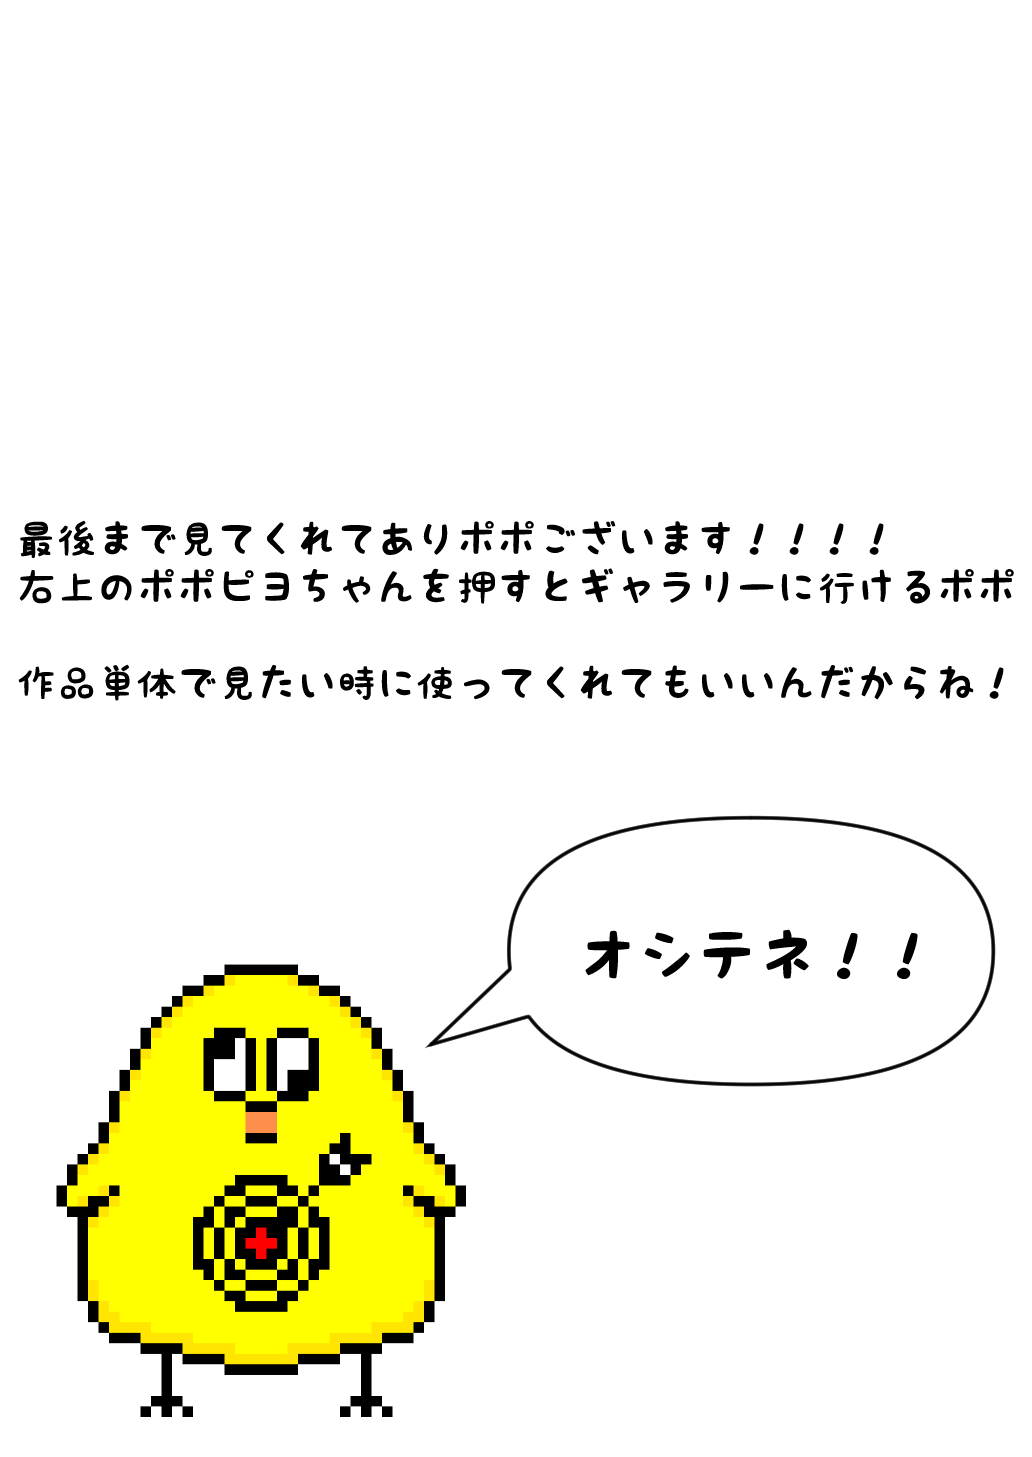 最後まで見てくれてありポポございます！！！！
右上のポポピヨちゃんを押すとギャラリーに行けるポポ
作品単体で見たい時に使ってくれてもいいんだからね！
オシテネ！！